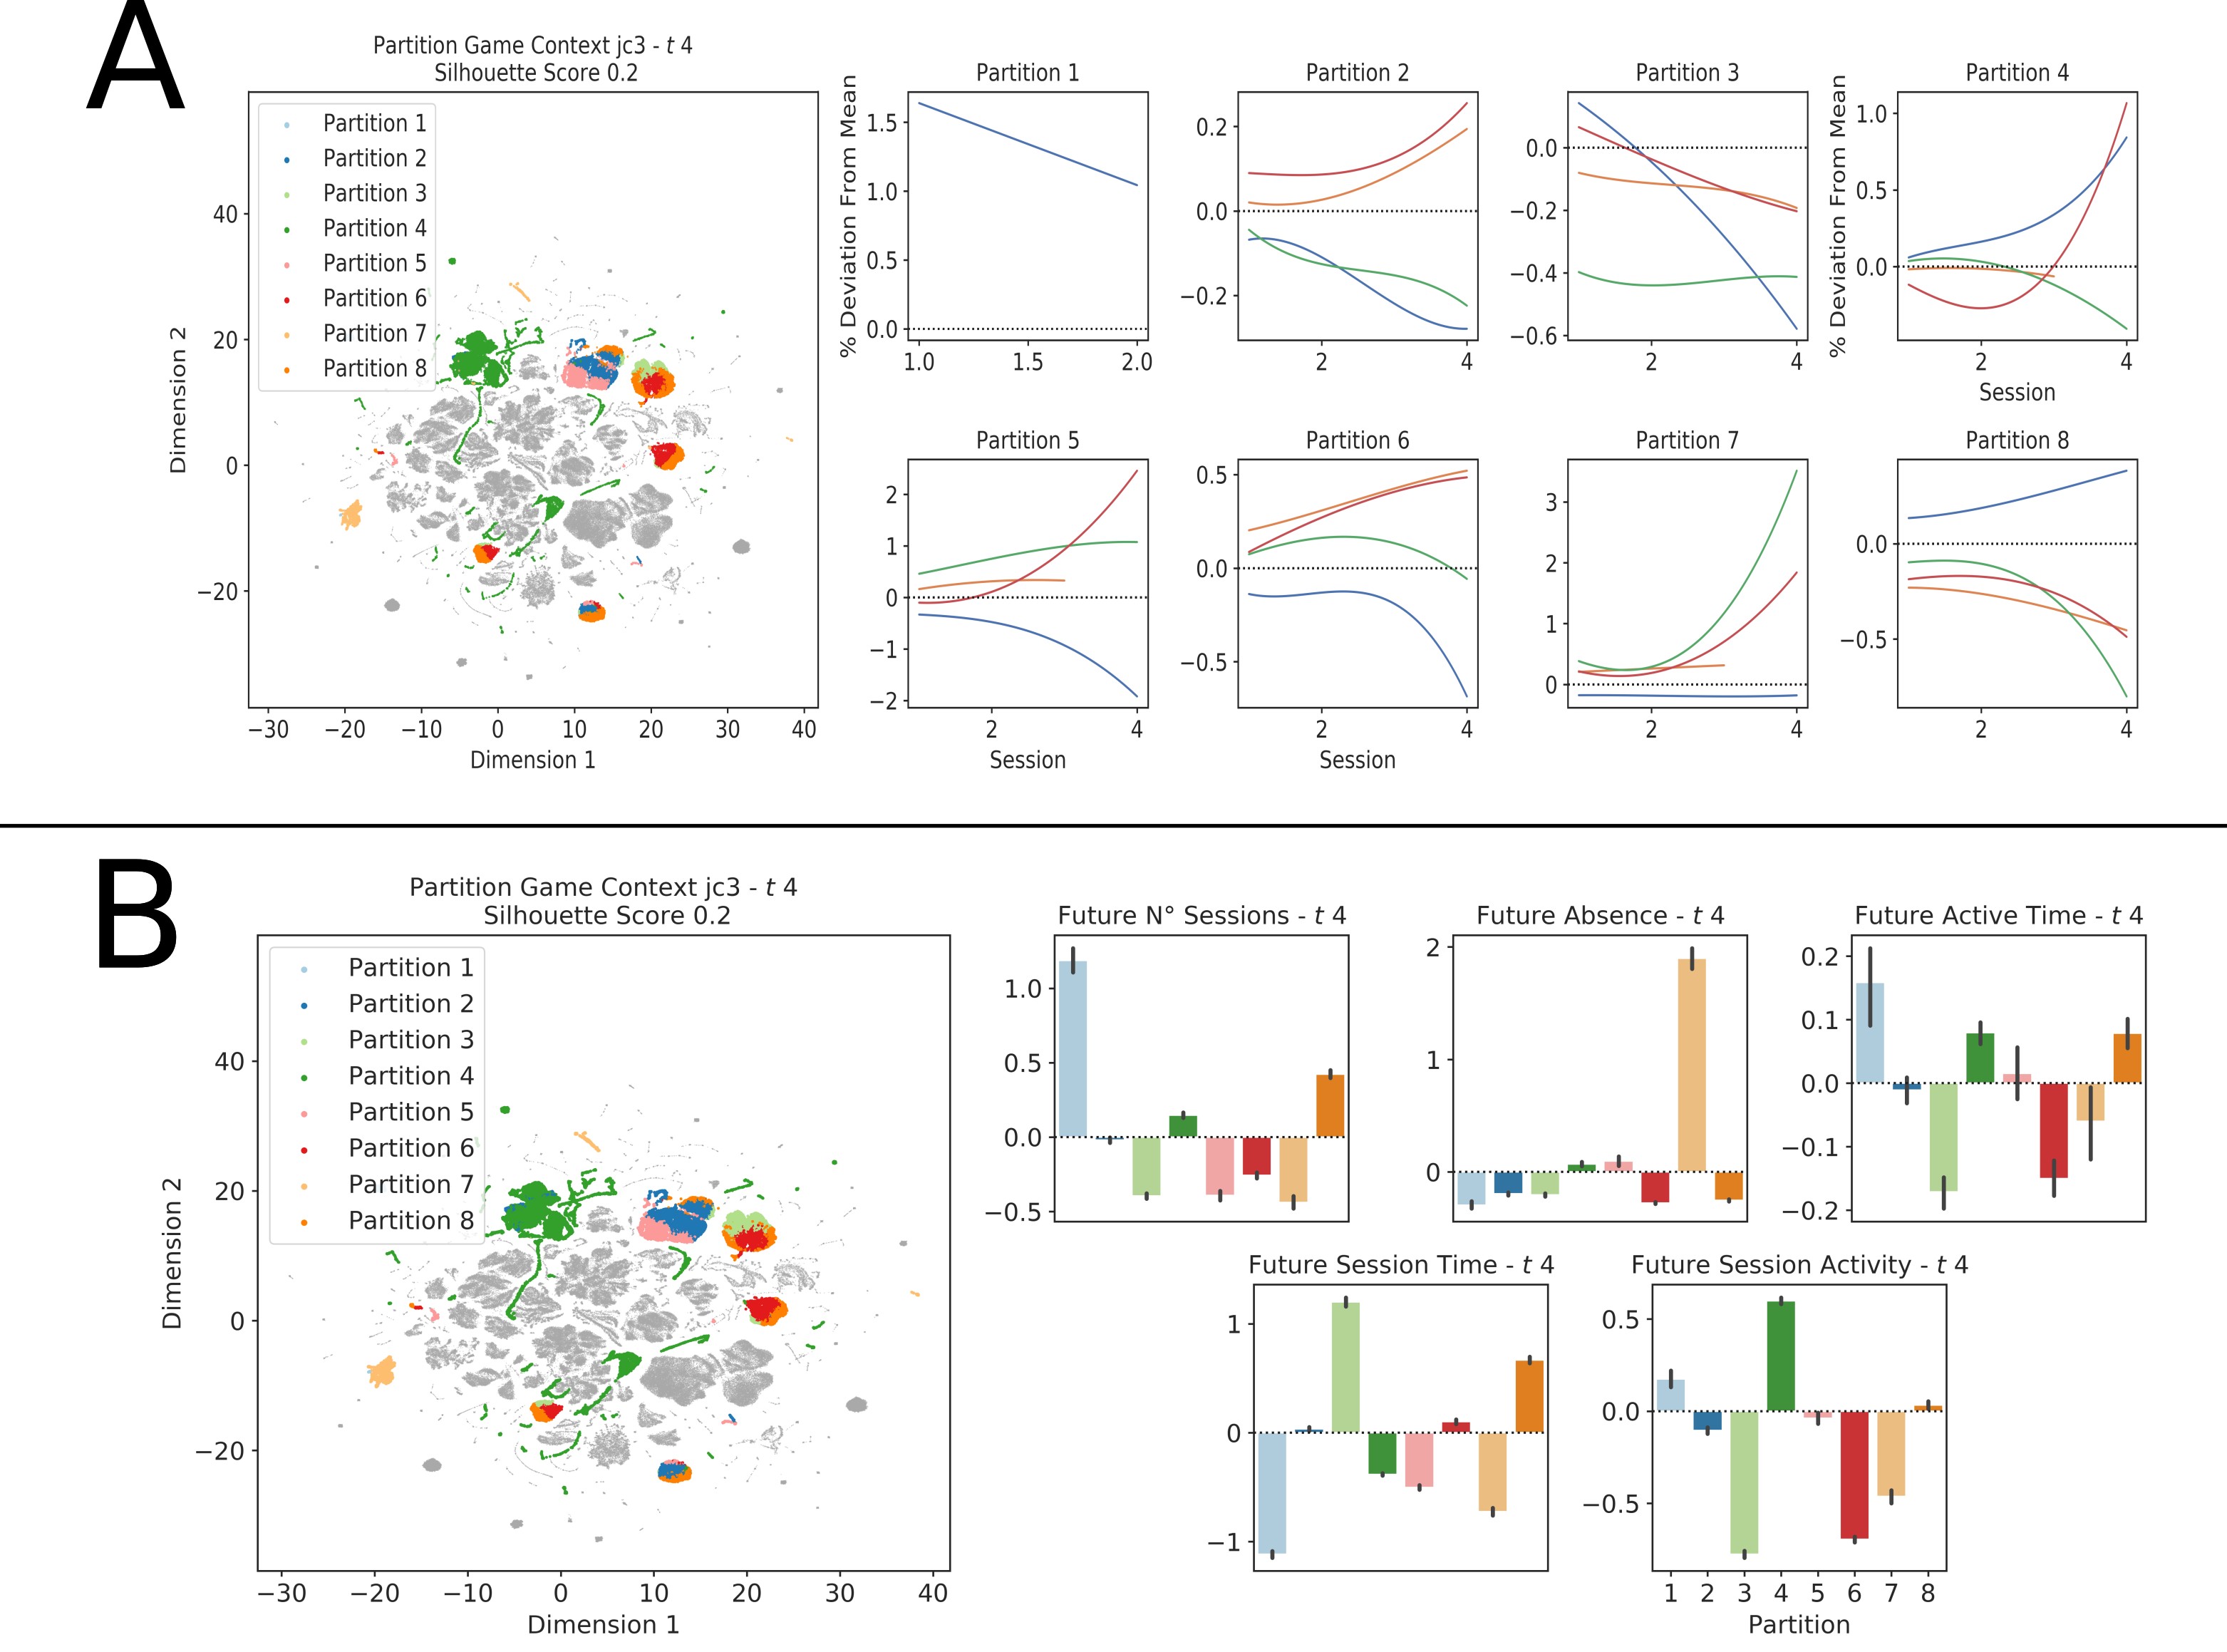 A
Partition Game Context jc3 - t 4
Silhouette Score 0.2
Partition 1
Partition 2
Partition 3
Partition 4
Partition 5
Partition 6
Partition 7
Partition 8
40
20
0
−20
−30 −20 −10 0 10 20 30 40
Dimension 1
Dimension 2
Partition 1
% Deviation From Mean
1.5
1.0
0.5
0.0
1.0 1.5 2.0
Partition 2
0.2
0.0
−0.2
2 4
Partition 3
0.0
−0.2
−0.4
−0.6
2 4
Partition 4
% Deviation From Mean
1.0
0.5
0.0
2 4
Session
Partition 5
2
1
0
−1
−2
2 4
Session
Partition 6
0.5
0.0
−0.5
2 4
Session
Partition 7
3
2
1
0
2 4
Partition 8
0.0
−0.5
2 4
B
Partition Game Context jc3 - t 4
Silhouette Score 0.2
Partition 1
Partition 2
Partition 3
Partition 4
Partition 5
Partition 6
Partition 7
Partition 8
40
20
0
−20
−30 −20 −10 0 10 20 30 40
Dimension 1
Dimension 2
Future N° Sessions - t 4
1.0
0.5
0.0
−0.5
Future Absence - t 4
2
1
0
Future Active Time - t 4
0.2
0.1
0.0
−0.1
−0.2
Future Session Time - t 4
1
0
−1
Future Session Activity - t 4
0.5
0.0
−0.5
1 2 3 4 5 6 7 8
Partition